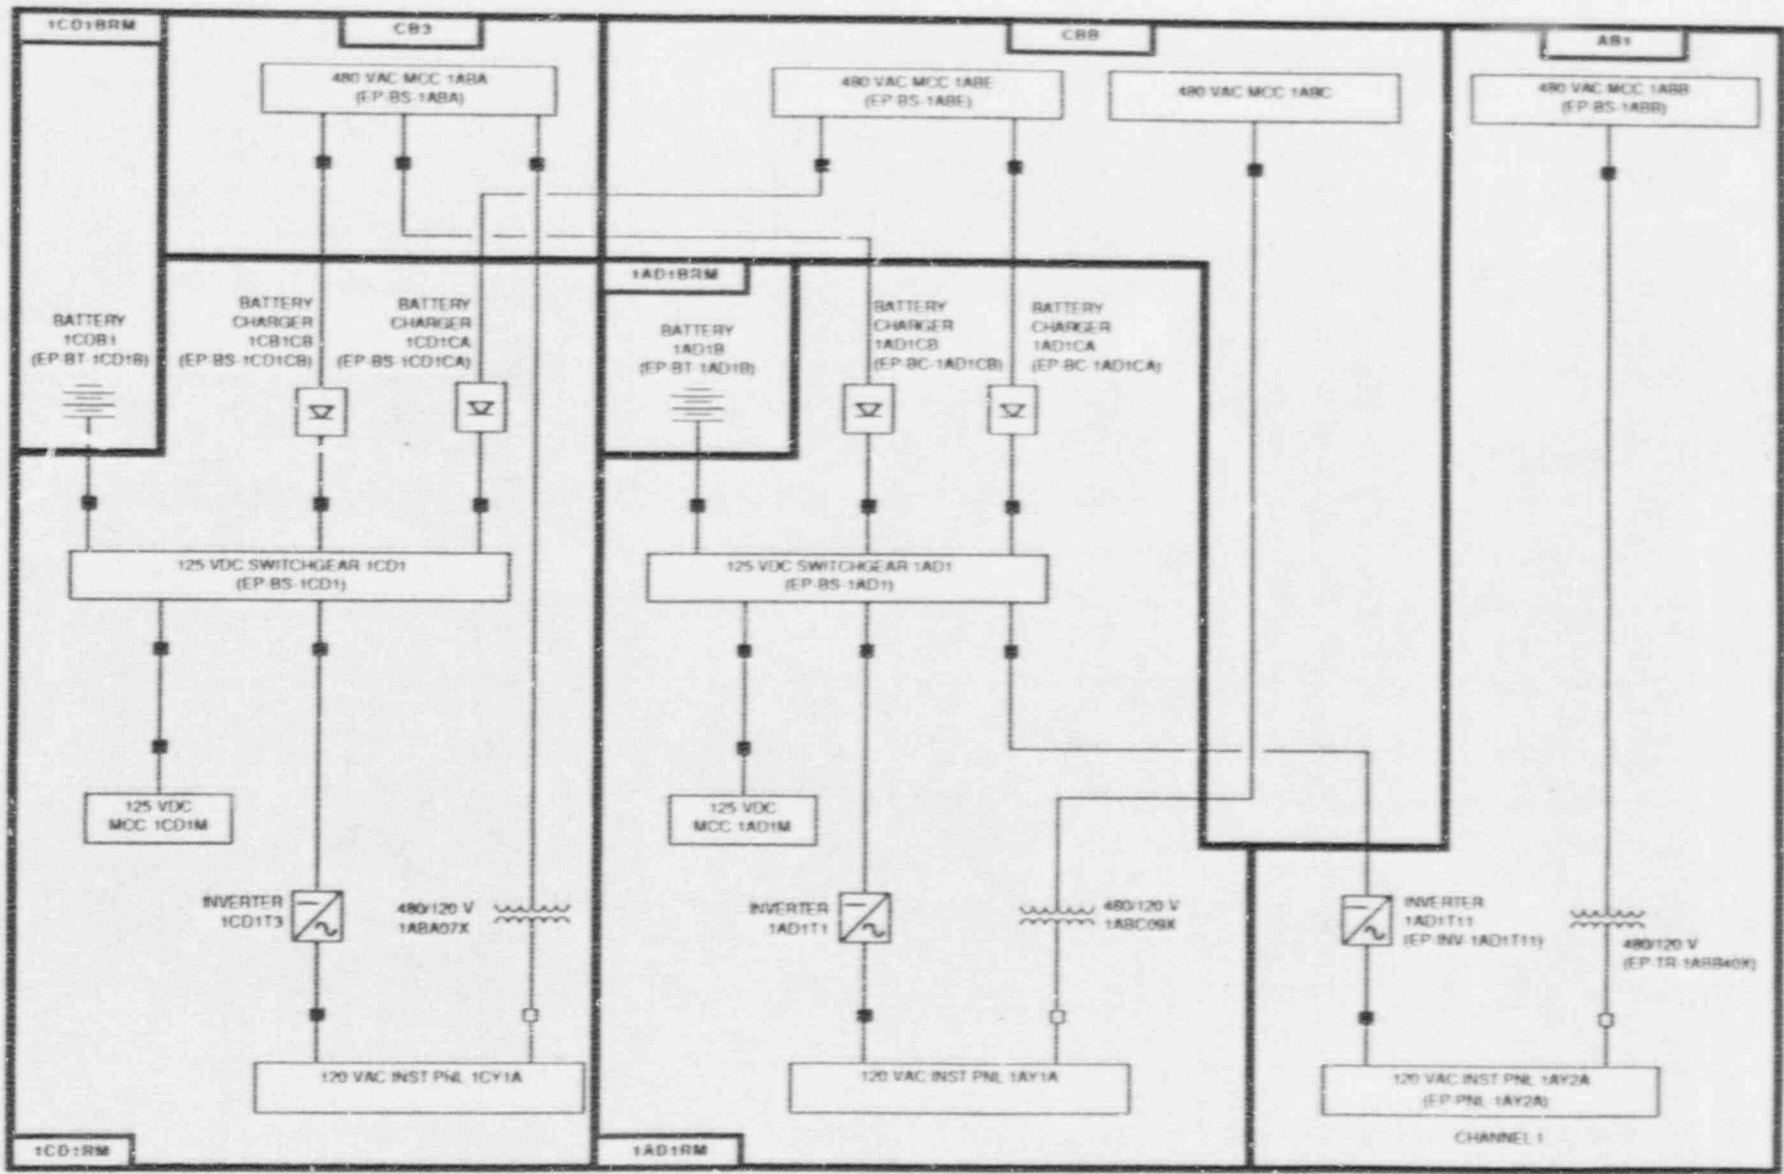 1CD1BRM
CB3
CBB
AB1
480 VAC MCC 1ABA
(EP-BS-1ABA)
480 VAC MCC 1ABE
(EP-BS-1ABE)
480 VAC MCC 1ABC
480 VAC MCC 1ABB
(EP-BS-1ABB)
1AD1BRM
BATTERY
1CDB1
(EP-BT-1CD1B)
BATTERY
CHARGER
1CB1CB
(EP-BS-1CD1CB)
BATTERY
CHARGER
1CD1CA
(EP-BS-1CD1CA)
BATTERY
1AD1B
(EP-BT-1AD1B)
BATTERY
CHARGER
1AD1CB
(EP-BC-1AD1CB)
BATTERY
CHARGER
1AD1CA
(EP-BC-1AD1CA)
125 VDC SWITCHGEAR 1CD1
(EP-BS-1CD1)
125 VDC SWITCHGEAR 1AD1
(EP-BS-1AD1)
125 VDC
MCC 1CD1M
125 VDC
MCC 1AD1M
INVERTER
1CD1T3
480/120 V
1ABA07X
INVERTER
1AD1T1
480/120 V
1ABC09X
INVERTER
1AD1T11
(EP-INV-1AD1T11)
480/120 V
(EP-TR-1ABB40X)
120 VAC INST PNL 1CY1A
120 VAC INST PNL 1AY1A
120 VAC INST PNL 1AY2A
(EP-PNL-1AY2A)
CHANNEL I
1CD1RM
1AD1RM